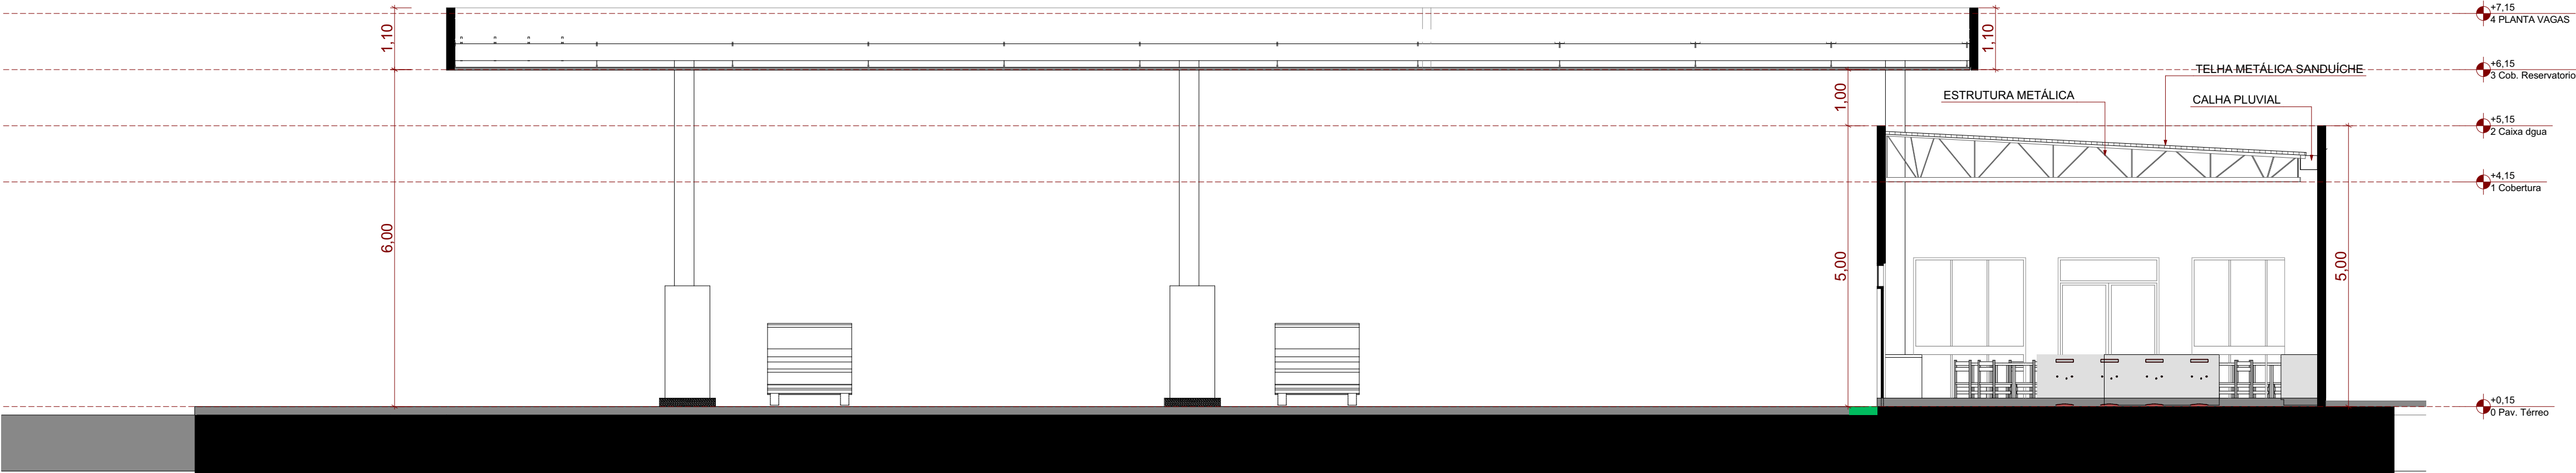 +7,15
4 PLANTA VAGAS
1,10
1,10
+6,15
3 Cob. Reservatorio
TELHA METÁLICA SANDUÍCHE
ESTRUTURA METÁLICA
CALHA PLUVIAL
1,00
+5,15
2 Caixa dgua
+4,15
1 Cobertura
6,00
5,00
5,00
+0,15
0 Pav. Térreo